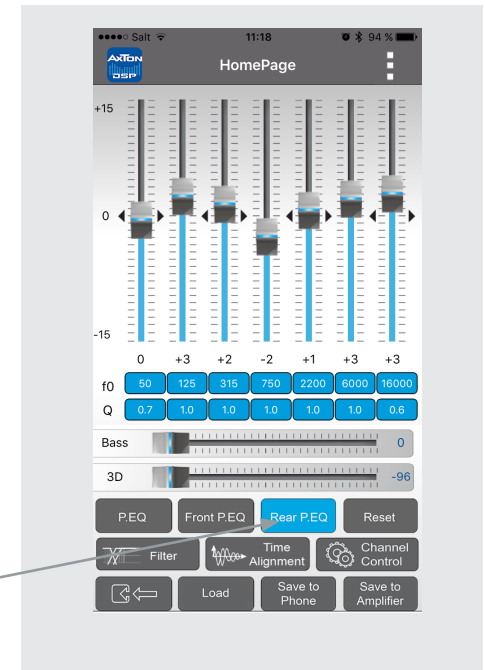 Salt 11:18 94 %
AXTON
DSP
HomePage
+15
0
-15
0 +3 +2 -2 +1 +3 +3
f0 50 125 315 750 2200 6000 16000
Q 0.7 1.0 1.0 1.0 1.0 1.0 0.6
Bass 0
3D -96
P.EQ Front P.EQ Rear P.EQ Reset
Filter Time Alignment Channel Control
Load Save to Phone Save to Amplifier